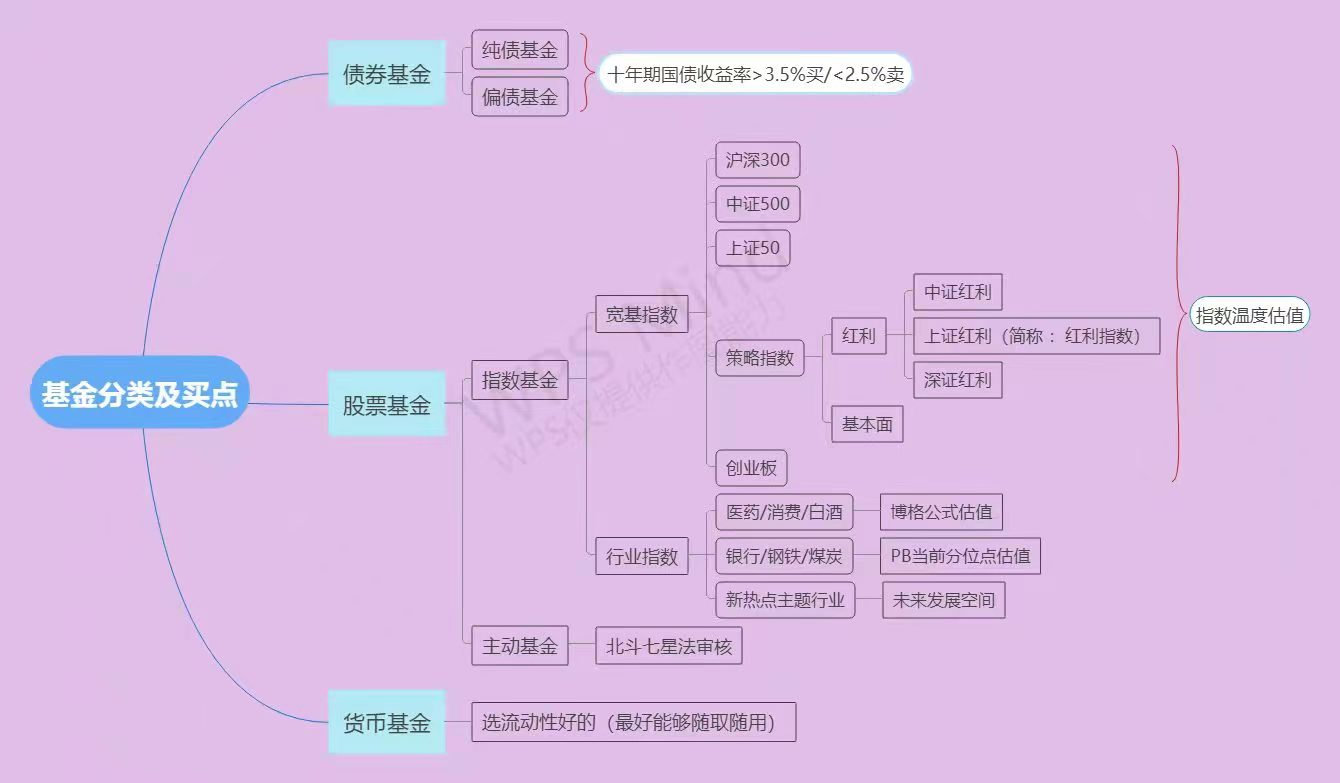 基金分类及买点
债券基金
纯债基金
偏债基金
十年期国债收益率>3.5%买/<2.5%卖
股票基金
指数基金
宽基指数
沪深300
中证500
上证50
策略指数
红利
中证红利
上证红利（简称：红利指数）
深证红利
基本面
创业板
指数温度估值
行业指数
医药/消费/白酒
博格公式估值
银行/钢铁/煤炭
PB当前分位点估值
新热点主题行业
未来发展空间
主动基金
北斗七星法审核
货币基金
选流动性好的（最好能够随取随用）
WPS Mind
WPS仅提供作图能力